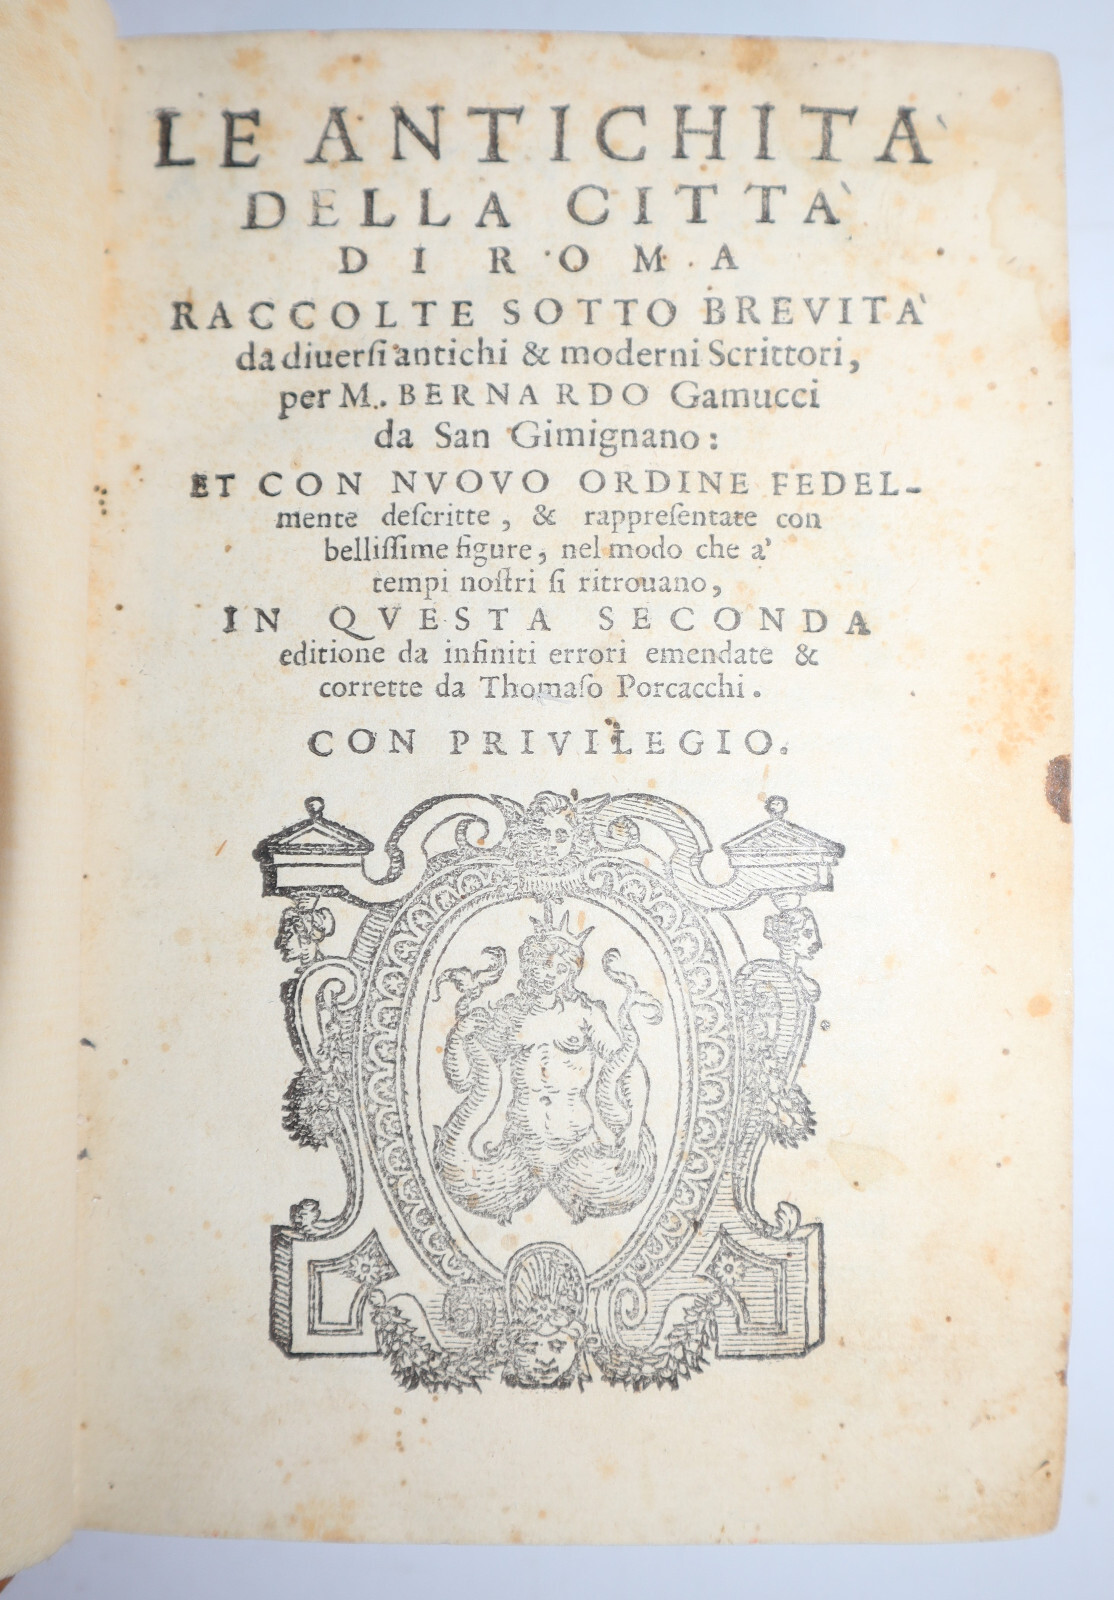 LE ANTICHITA`
DELLA CITTA`
DI ROMA
RACCOLTE SOTTO BREVITA`
da diuerſi antichi & moderni Scrittori,
per M. BERNARDO Gamucci
da San Gimignano:
ET CON NVOVO ORDINE FEDEL-
mente deſcritte, & rappreſentate con
belliſſime figure, nel modo che a'
tempi noſtri ſi ritrouano,
IN QVESTA SECONDA
editione da infiniti errori emendate &
corrette da Thomaſo Porcacchi.
CON PRIVILEGIO.